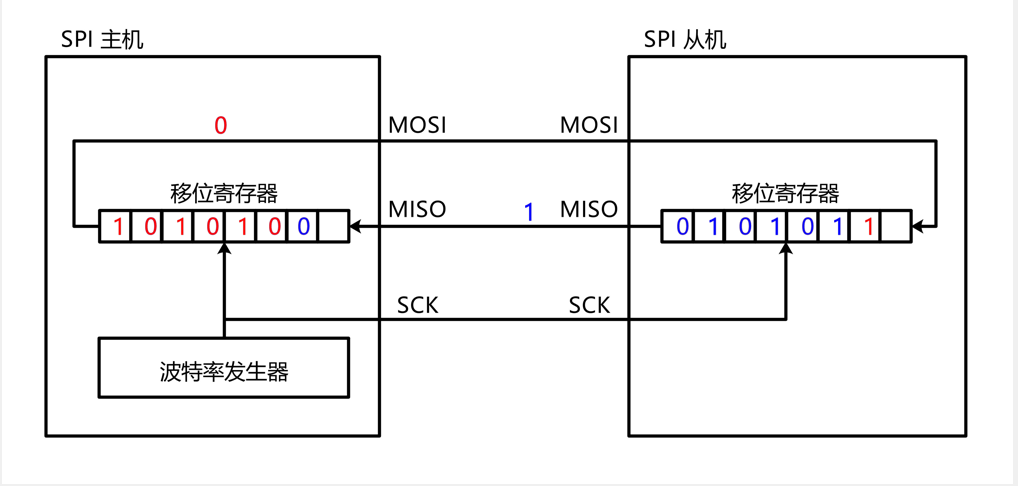 SPI 主机
SPI 从机
0
MOSI
MOSI
移位寄存器
移位寄存器
MISO
1
MISO
1 0 1 0 1 0 0
0 1 0 1 0 1 1
SCK
SCK
波特率发生器